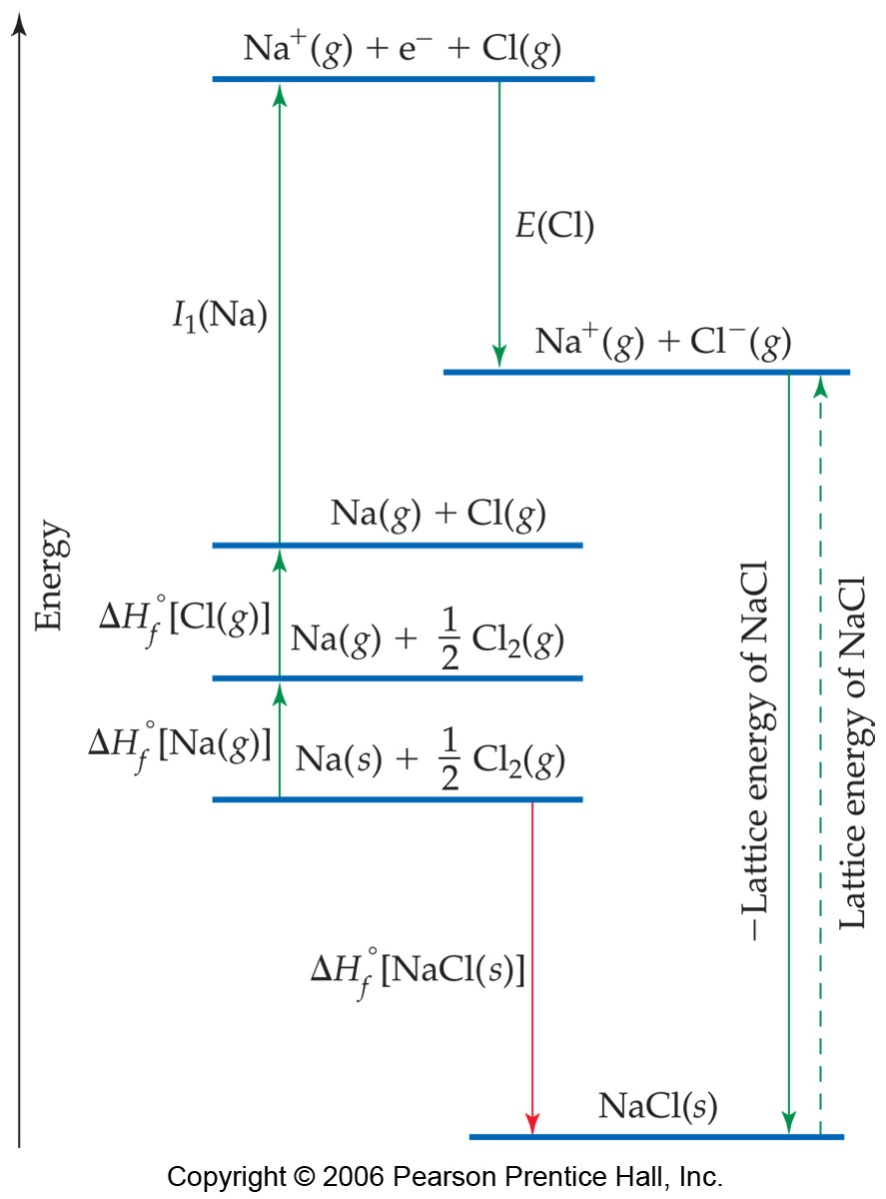 Na⁺(g) + e⁻ + Cl(g)
E(Cl)
I₁(Na)
Na⁺(g) + Cl⁻(g)
Na(g) + Cl(g)
Energy
ΔH°f[Cl(g)]
Na(g) + 1/2 Cl₂(g)
ΔH°f[Na(g)]
Na(s) + 1/2 Cl₂(g)
−Lattice energy of NaCl
Lattice energy of NaCl
ΔH°f[NaCl(s)]
NaCl(s)
Copyright © 2006 Pearson Prentice Hall, Inc.